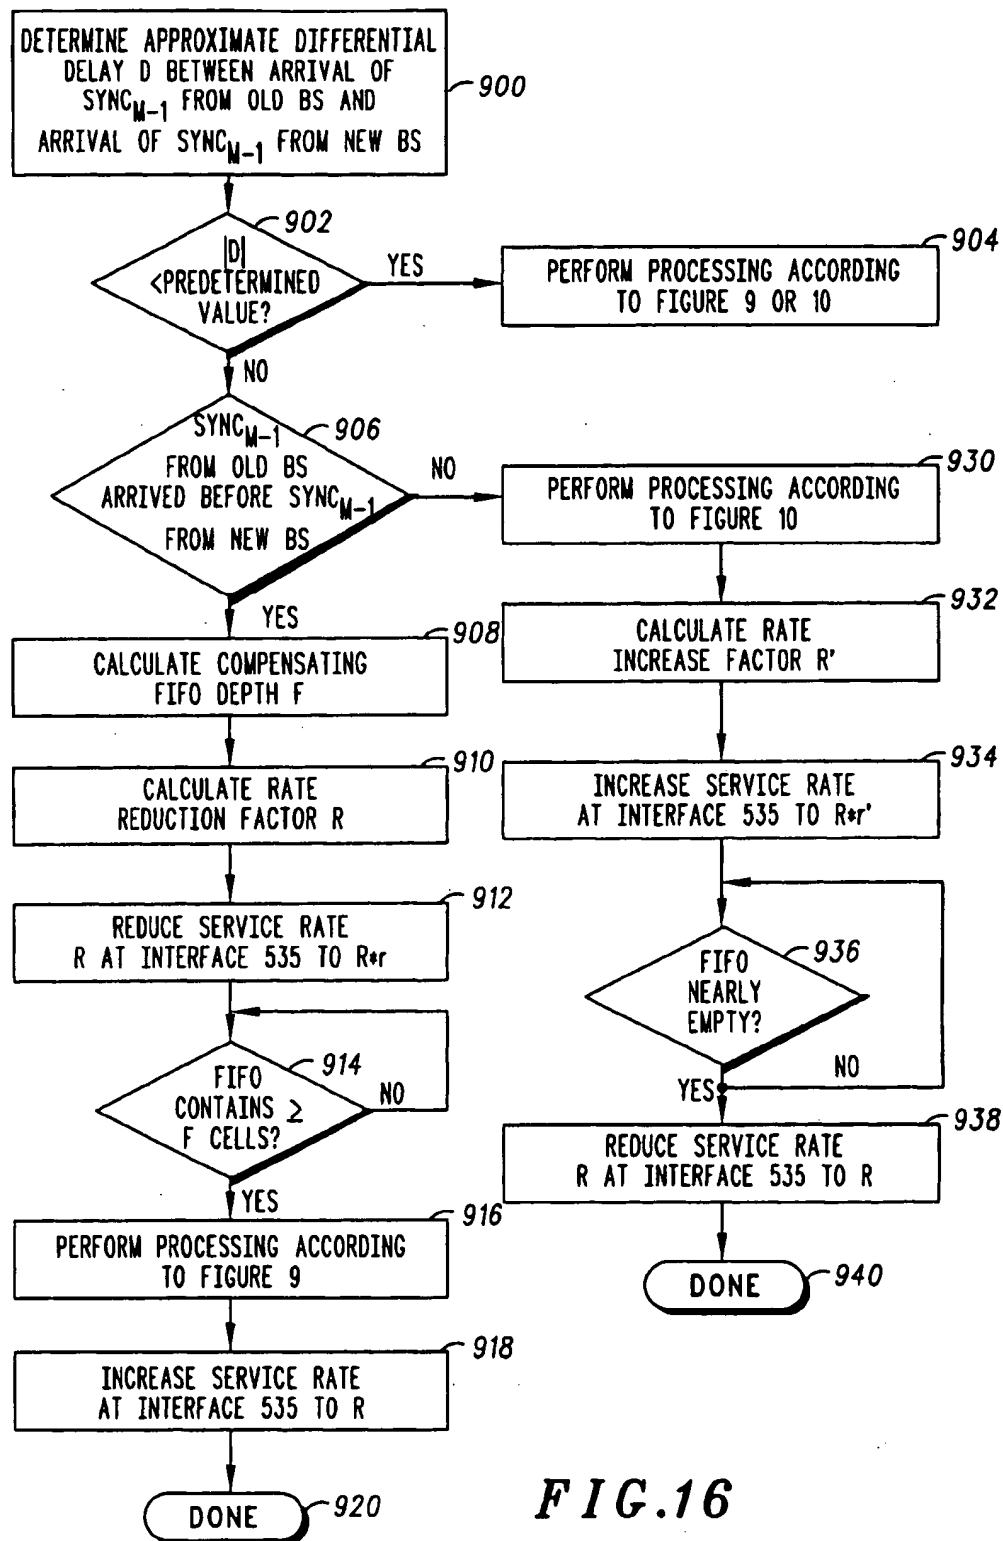 DETERMINE APPROXIMATE DIFFERENTIAL
DELAY D BETWEEN ARRIVAL OF
SYNC M-1 FROM OLD BS AND
ARRIVAL OF SYNC M-1 FROM NEW BS
900
902
|D|
<PREDETERMINED
VALUE?
YES
904
PERFORM PROCESSING ACCORDING
TO FIGURE 9 OR 10
NO
906
SYNC M-1
FROM OLD BS
ARRIVED BEFORE SYNC M-1
FROM NEW BS
NO
930
PERFORM PROCESSING ACCORDING
TO FIGURE 10
YES
908
CALCULATE COMPENSATING
FIFO DEPTH F
932
CALCULATE RATE
INCREASE FACTOR R'
910
CALCULATE RATE
REDUCTION FACTOR R
934
INCREASE SERVICE RATE
AT INTERFACE 535 TO R*r'
912
REDUCE SERVICE RATE
R AT INTERFACE 535 TO R*r
936
FIFO
NEARLY
EMPTY?
NO
YES
914
FIFO
CONTAINS ≥
F CELLS?
NO
YES
938
REDUCE SERVICE RATE
R AT INTERFACE 535 TO R
916
PERFORM PROCESSING ACCORDING
TO FIGURE 9
DONE
940
918
INCREASE SERVICE RATE
AT INTERFACE 535 TO R
DONE
920
FIG.16